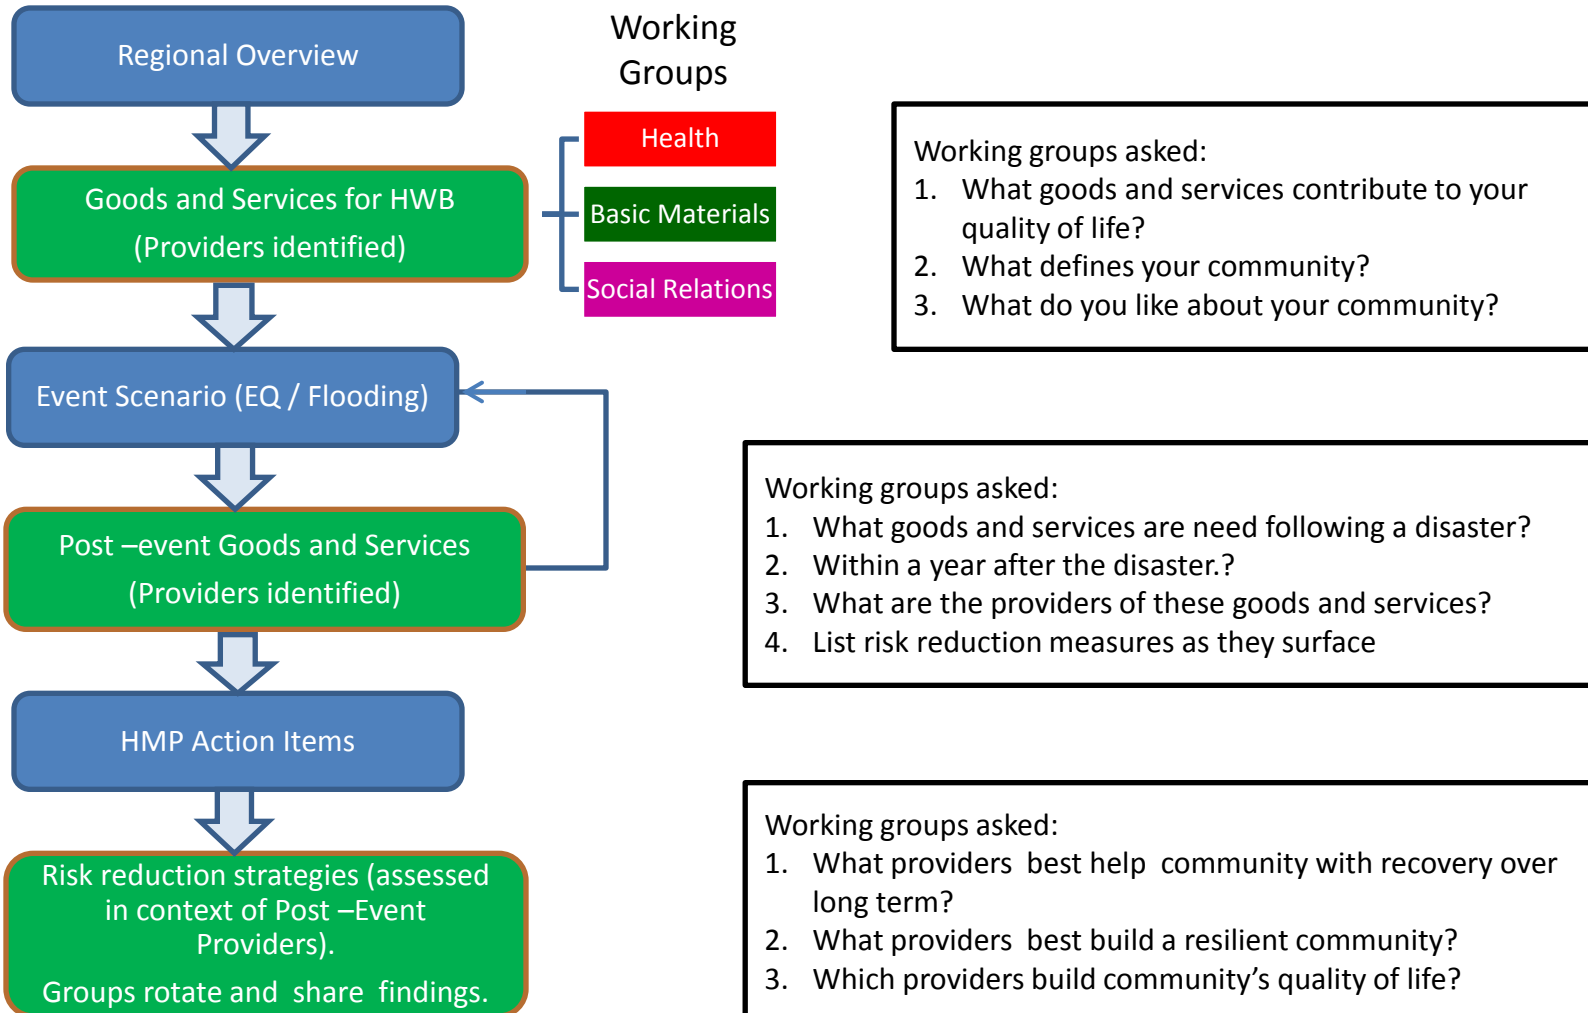 Regional Overview
Goods and Services for HWB
(Providers identified)
Event Scenario (EQ / Flooding)
Post –event Goods and Services
(Providers identified)
HMP Action Items
Risk reduction strategies (assessed
in context of Post –Event
Providers).
Groups rotate and share findings.
Working
Groups
Health
Basic Materials
Social Relations
Working groups asked:
1. What goods and services contribute to your
quality of life?
2. What defines your community?
3. What do you like about your community?
Working groups asked:
1. What goods and services are need following a disaster?
2. Within a year after the disaster.?
3. What are the providers of these goods and services?
4. List risk reduction measures as they surface
Working groups asked:
1. What providers best help community with recovery over
long term?
2. What providers best build a resilient community?
3. Which providers build community’s quality of life?